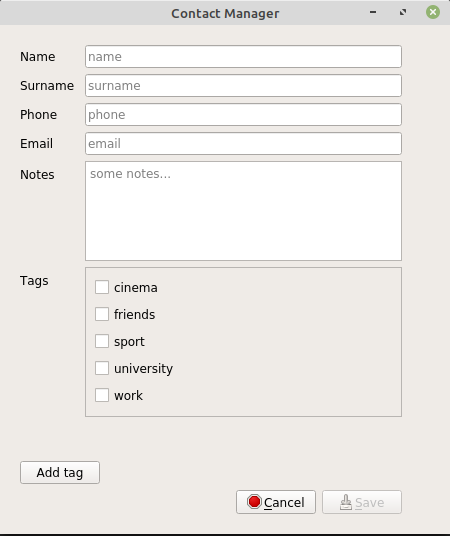 Contact Manager
Name name
Surname surname
Phone phone
Email email
Notes some notes...
Tags
cinema
friends
sport
university
work
Add tag
Cancel Save